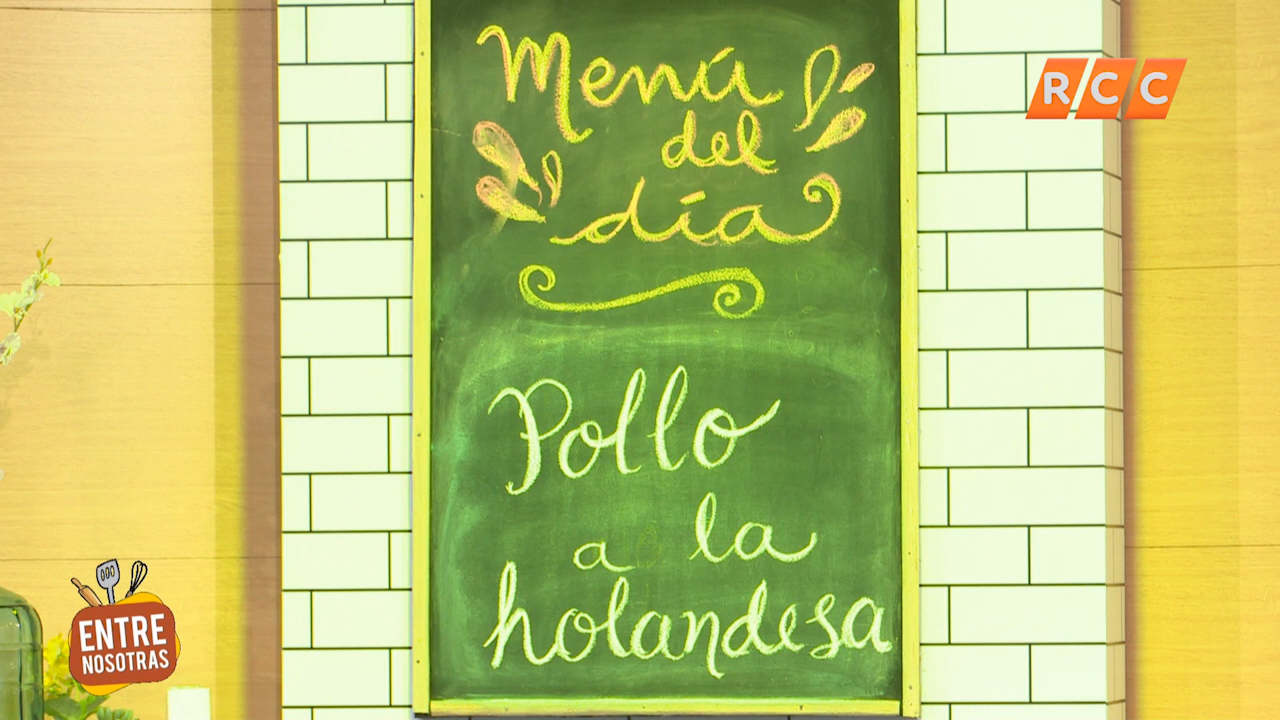 Menú
del
día
Pollo
a la
holandesa
RCC
ENTRE
NOSOTRAS